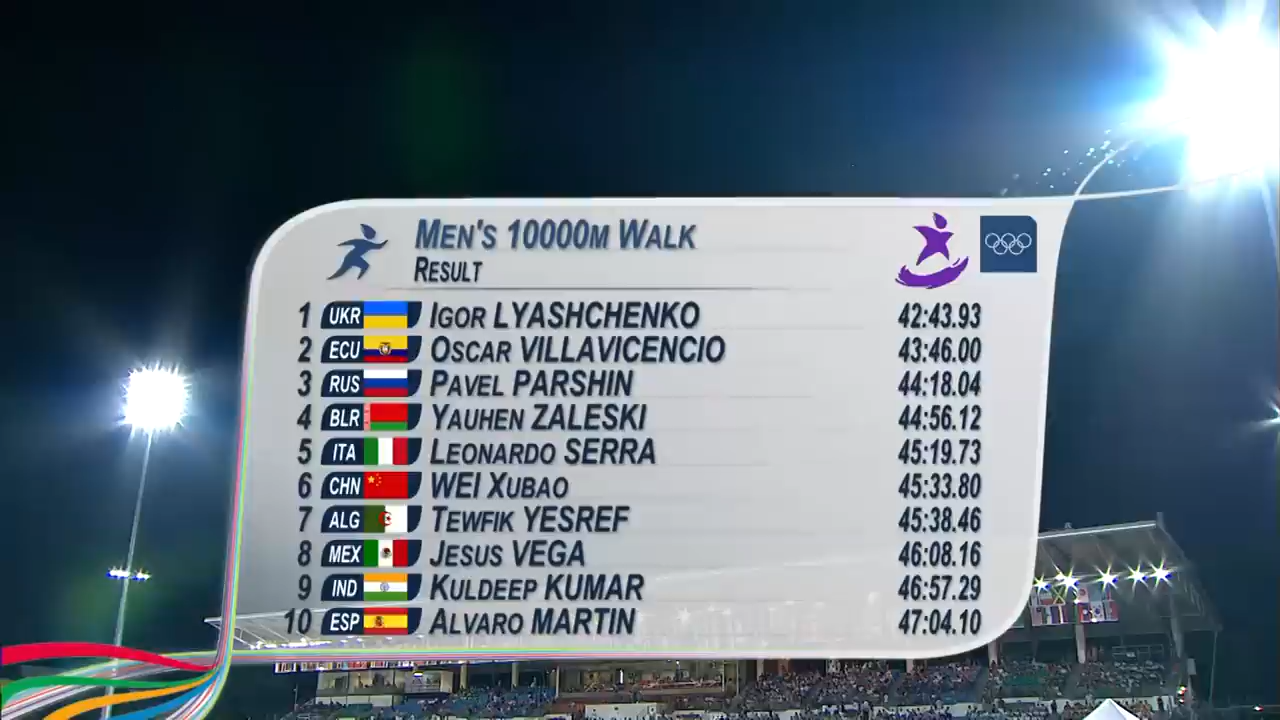 Men's 10000m Walk
Result
1 UKR Igor LYASHCHENKO 42:43.93
2 ECU Oscar VILLAVICENCIO 43:46.00
3 RUS Pavel PARSHIN 44:18.04
4 BLR Yauhen ZALESKI 44:56.12
5 ITA Leonardo SERRA 45:19.73
6 CHN WEI Xubao 45:33.80
7 ALG Tewfik YESREF 45:38.46
8 MEX Jesus VEGA 46:08.16
9 IND Kuldeep KUMAR 46:57.29
10 ESP Alvaro MARTIN 47:04.10